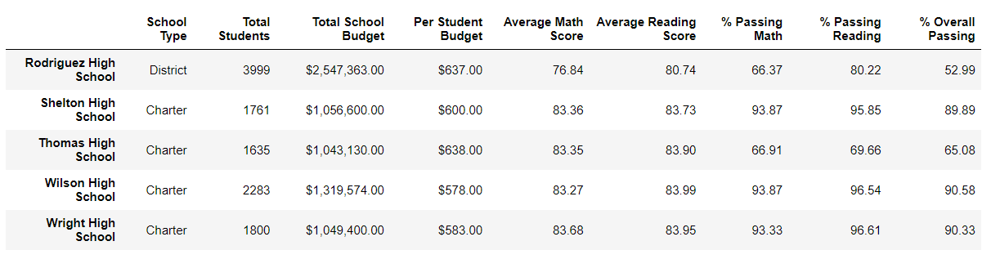 School Type Total Students Total School Budget Per Student Budget Average Math Score Average Reading Score % Passing Math % Passing Reading % Overall Passing
Rodriguez High School District 3999 $2,547,363.00 $637.00 76.84 80.74 66.37 80.22 52.99
Shelton High School Charter 1761 $1,056,600.00 $600.00 83.36 83.73 93.87 95.85 89.89
Thomas High School Charter 1635 $1,043,130.00 $638.00 83.35 83.90 66.91 69.66 65.08
Wilson High School Charter 2283 $1,319,574.00 $578.00 83.27 83.99 93.87 96.54 90.58
Wright High School Charter 1800 $1,049,400.00 $583.00 83.68 83.95 93.33 96.61 90.33